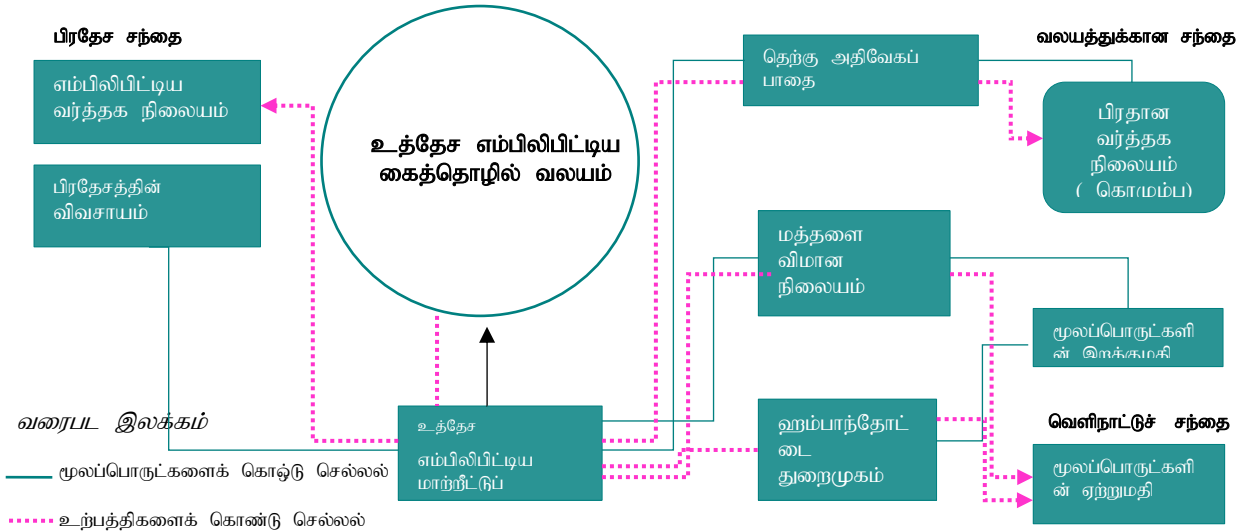 பிரதேச சந்தை
எம்பிலிபிட்டிய
வர்த்தக நிலையம்
பிரதேசத்தின்
விவசாயம்
உத்தேச எம்பிலிபிட்டிய
கைத்தொழில் வலயம்
தெற்கு அதிவேகப்
பாதை
வலயத்துக்கான சந்தை
பிரதான
வர்த்தக
நிலையம்
( கொமும்ப)
மத்தளை
விமான
நிலையம்
மூலப்பொருட்களி
ன் இறக்குமதி
ஹம்பாந்தோட்
டை
துறைமுகம்
வெளிநாட்டுச் சந்தை
மூலப்பொருட்களி
ன் ஏற்றுமதி
உத்தேச
எம்பிலிபிட்டிய
மாற்றீட்டுப்
வரைபட இலக்கம்
மூலப்பொருட்களைக் கொஷ்டு செல்லல்
உற்பத்திகளைக் கொண்டு செல்லல்